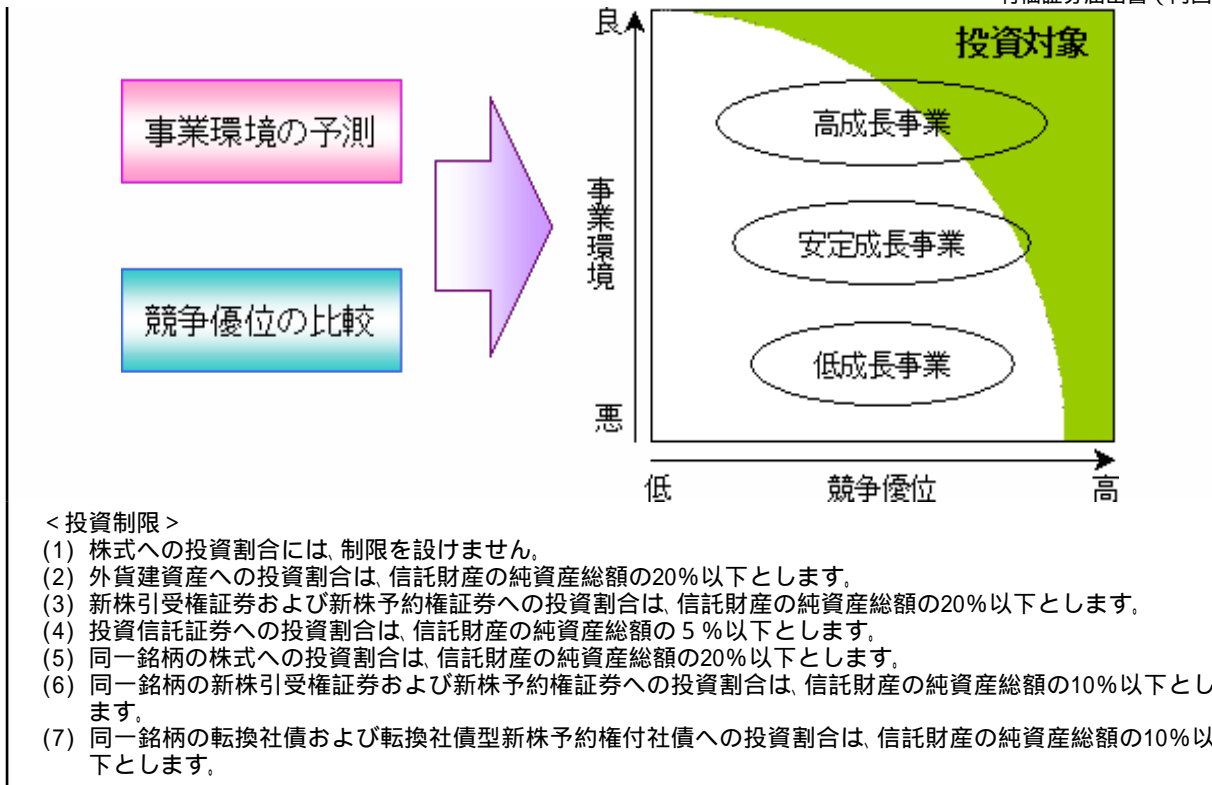 有価証券届出書（内国
良
投資対象
事業環境の予測
高成長事業
事業環境
安定成長事業
競争優位の比較
低成長事業
悪
低
競争優位
高
＜投資制限＞
(1) 株式への投資割合には、制限を設けません。
(2) 外貨建資産への投資割合は、信託財産の純資産総額の20％以下とします。
(3) 新株引受権証券および新株予約権証券への投資割合は、信託財産の純資産総額の20％以下とします。
(4) 投資信託証券への投資割合は、信託財産の純資産総額の５％以下とします。
(5) 同一銘柄の株式への投資割合は、信託財産の純資産総額の20％以下とします。
(6) 同一銘柄の新株引受権証券および新株予約権証券への投資割合は、信託財産の純資産総額の10％以下とし
ます。
(7) 同一銘柄の転換社債および転換社債型新株予約権付社債への投資割合は、信託財産の純資産総額の10％以
下とします。